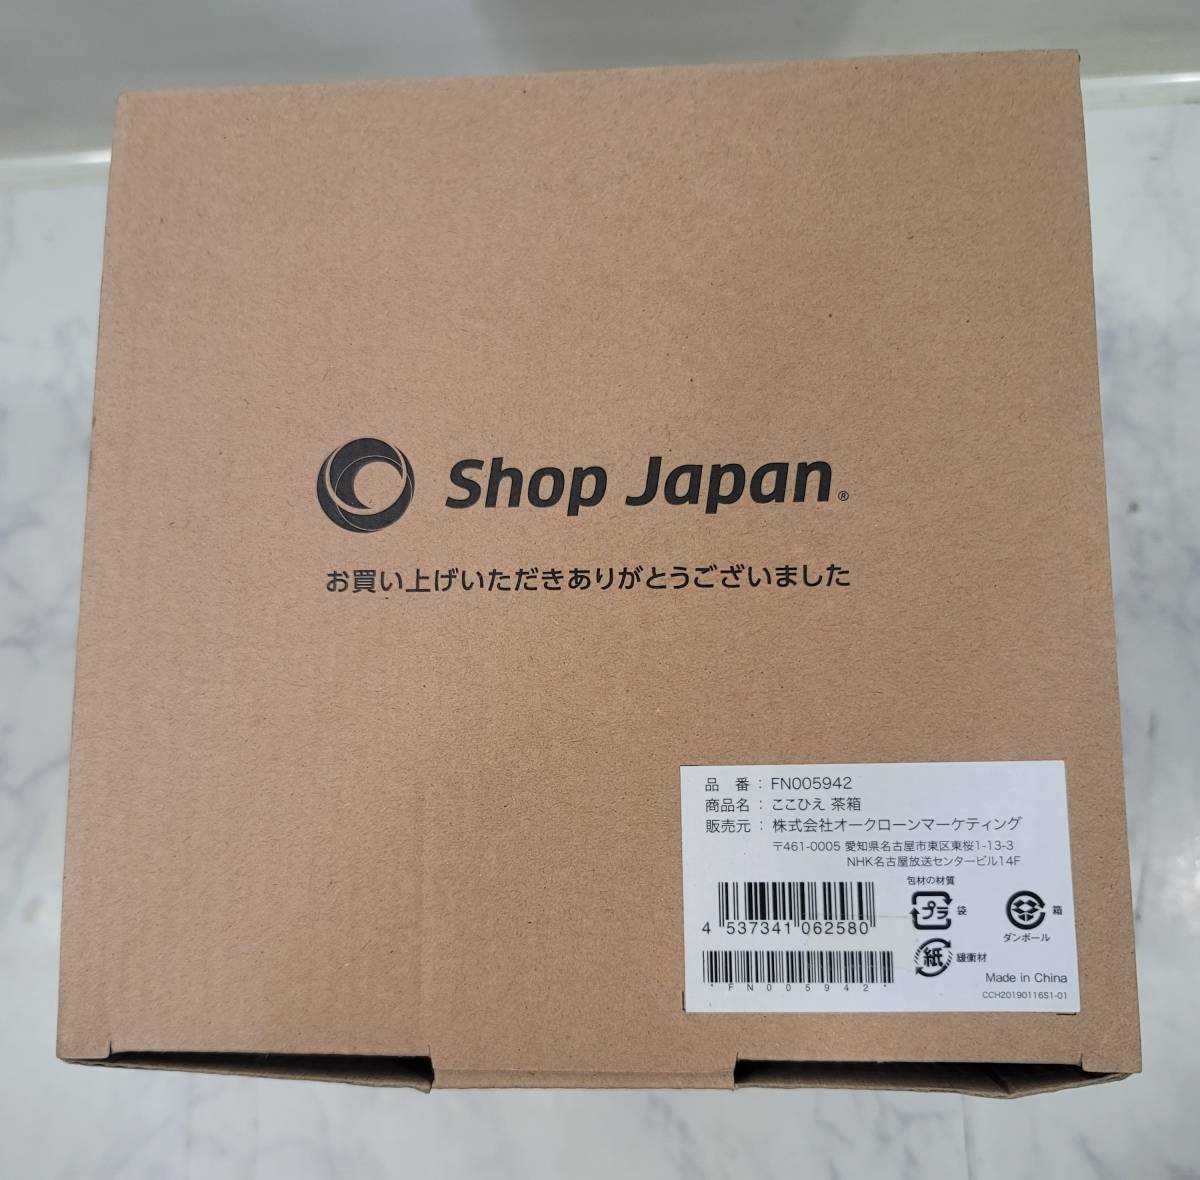 Shop Japan®
お買い上げいただきありがとうございました
品 番 : FN005942
商品名 : ここひえ 茶箱
販売元 : 株式会社オークローンマーケティング
〒461-0005 愛知県名古屋市東区東桜1-13-3
NHK名古屋放送センタービル14F
包材の材質
プラ 袋
箱
ダンボール
紙 緩衝材
4 537341 062580
*FN005942*
Made in China
CCH20190116S1-01